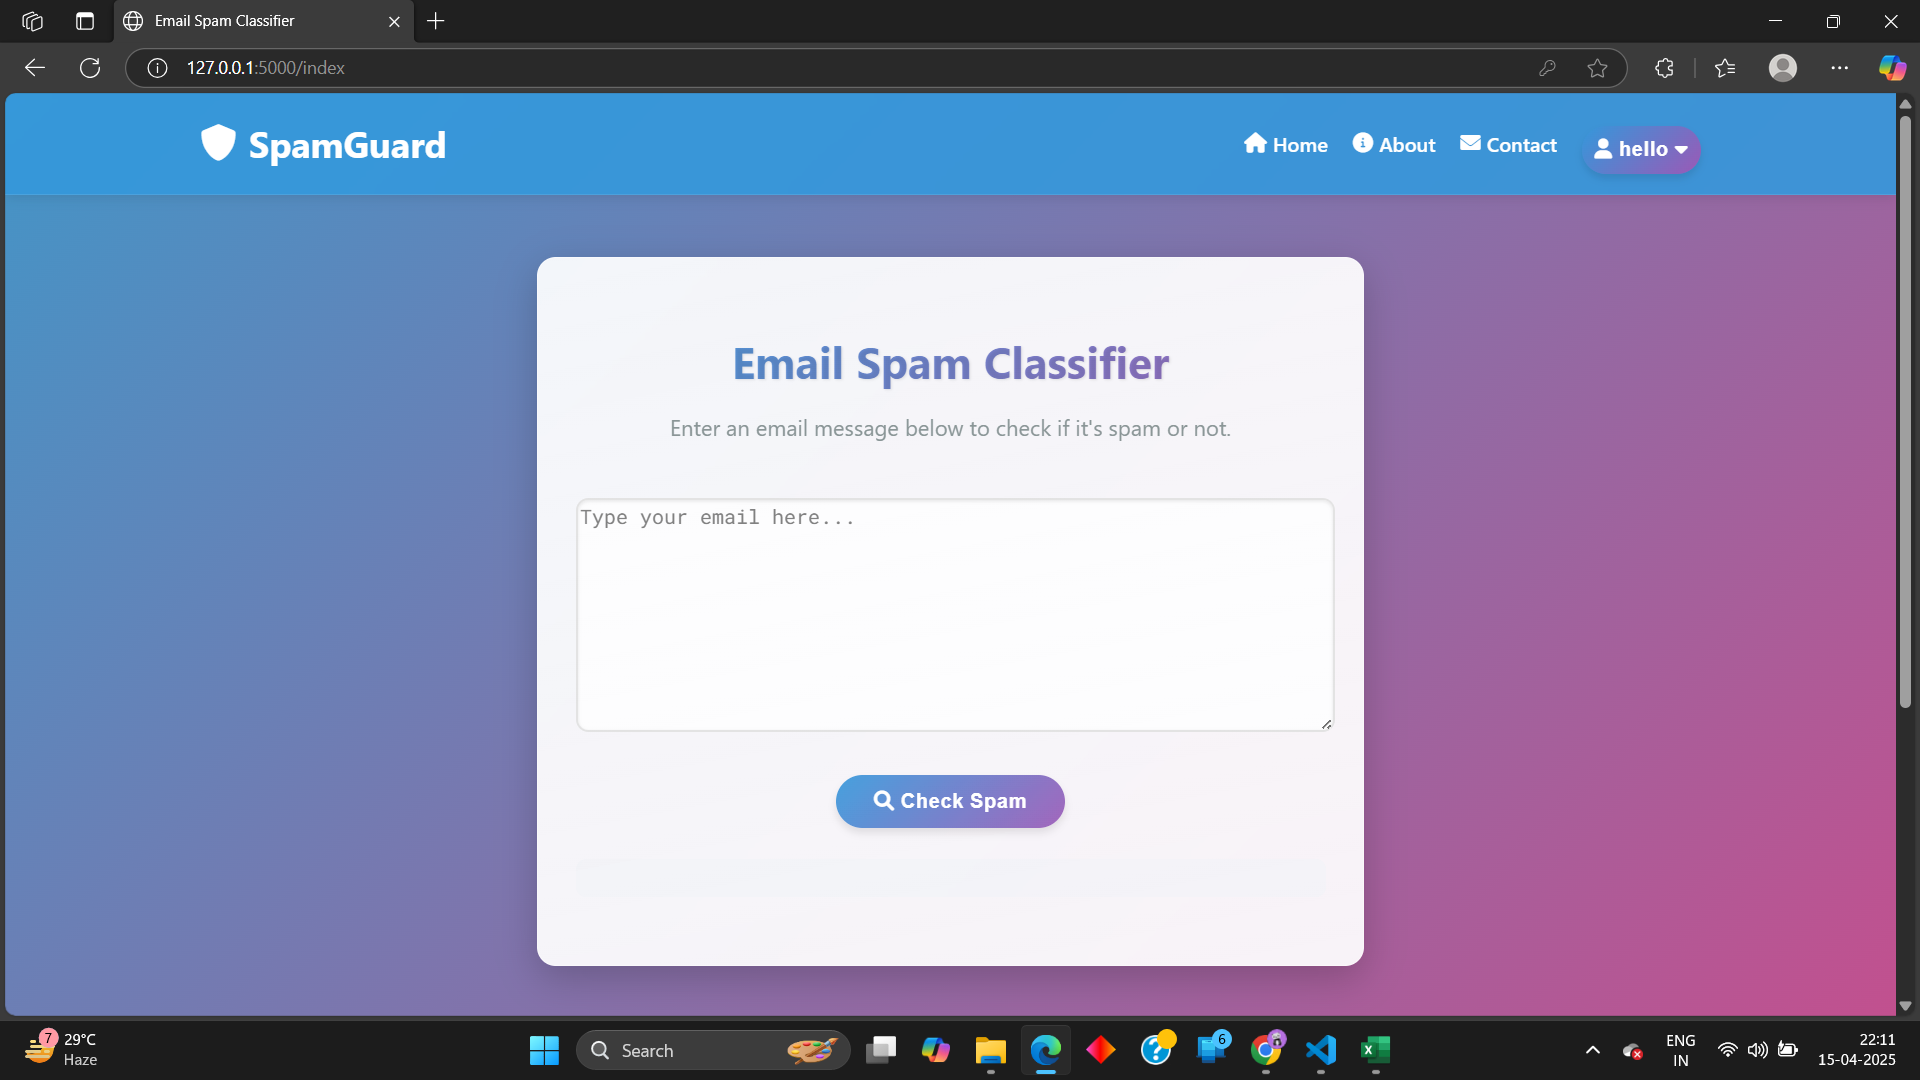 Email Spam Classifier
127.0.0.1:5000/index
SpamGuard
Home
About
Contact
hello
Email Spam Classifier
Enter an email message below to check if it's spam or not.
Type your email here...
Check Spam
7
29°C
Haze
Search
6
ENG
IN
22:11
15-04-2025